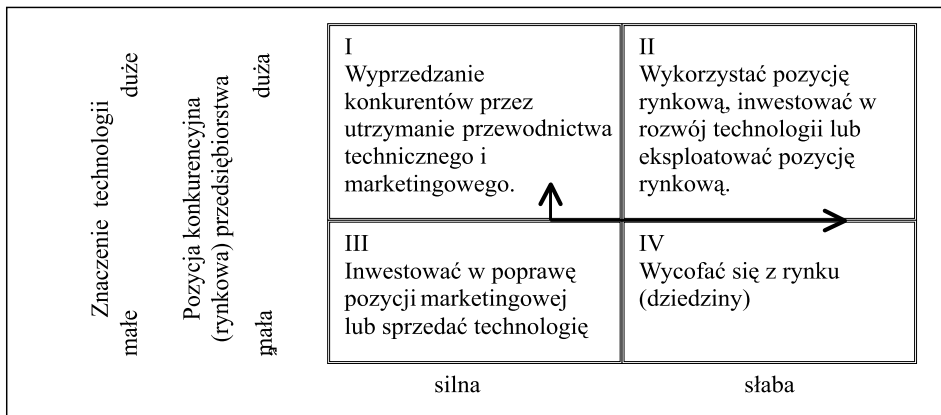 Znaczenie technologii
małe
duże
Pozycja konkurencyjna
(rynkowa) przedsiębiorstwa
mała
duża
I
Wyprzedzanie
konkurentów przez
utrzymanie przewodnictwa
technicznego i
marketingowego.
II
Wykorzystać pozycję
rynkową, inwestować w
rozwój technologii lub
eksploatować pozycję
rynkową.
III
Inwestować w poprawę
pozycji marketingowej
lub sprzedać technologię
IV
Wycofać się z rynku
(dziedziny)
silna
słaba